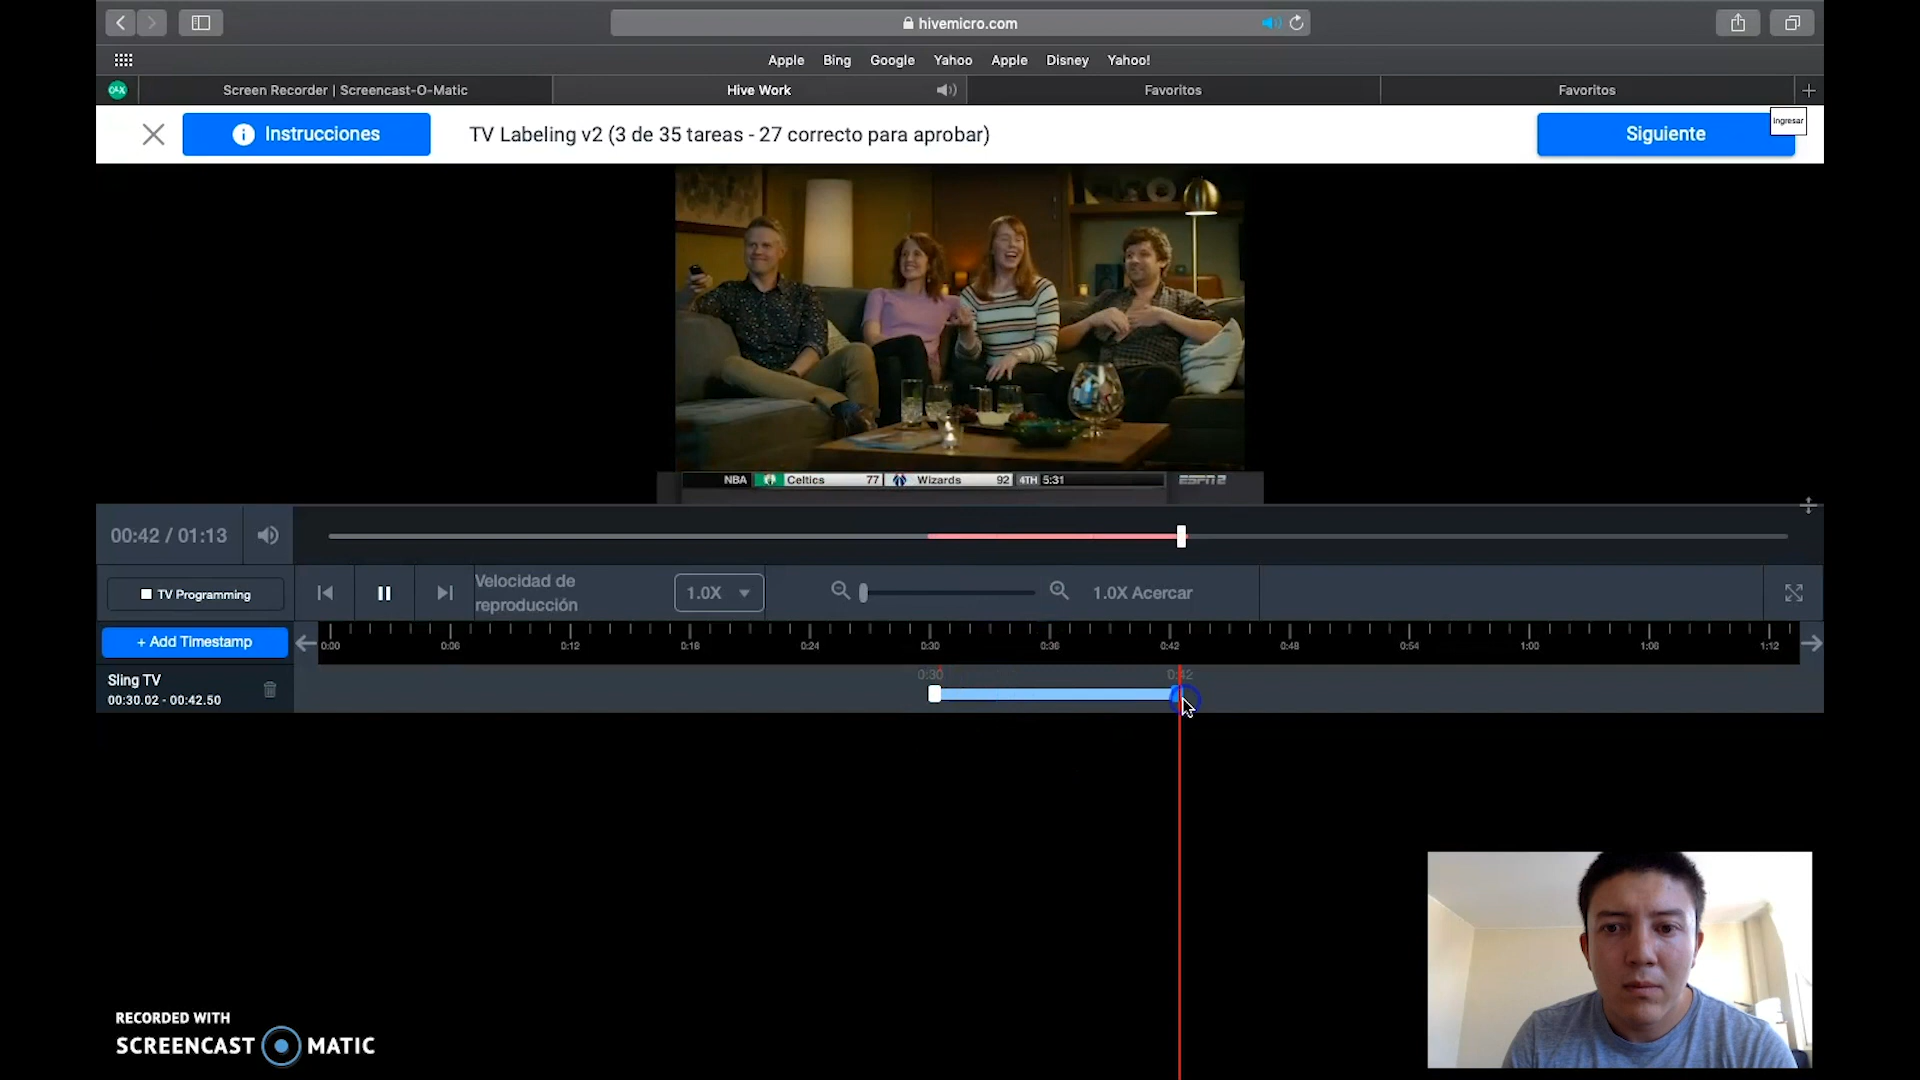 hivemicro.com
Apple Bing Google Yahoo Apple Disney Yahoo!
Screen Recorder | Screencast-O-Matic
Hive Work
Favoritos
Favoritos
Instrucciones
TV Labeling v2 (3 de 35 tareas - 27 correcto para aprobar)
Siguiente
Ingresar
NBA Celtics 77 Wizards 92 4TH 5:31 ESPN2
00:42 / 01:13
TV Programming
Velocidad de
reproducción
1.0X
1.0X Acercar
+ Add Timestamp
0:00 0:06 0:12 0:18 0:24 0:30 0:36 0:42 0:48 0:54 1:00 1:06 1:12
Sling TV
00:30.02 - 00:42.50
0:30 0:42
RECORDED WITH
SCREENCAST MATIC